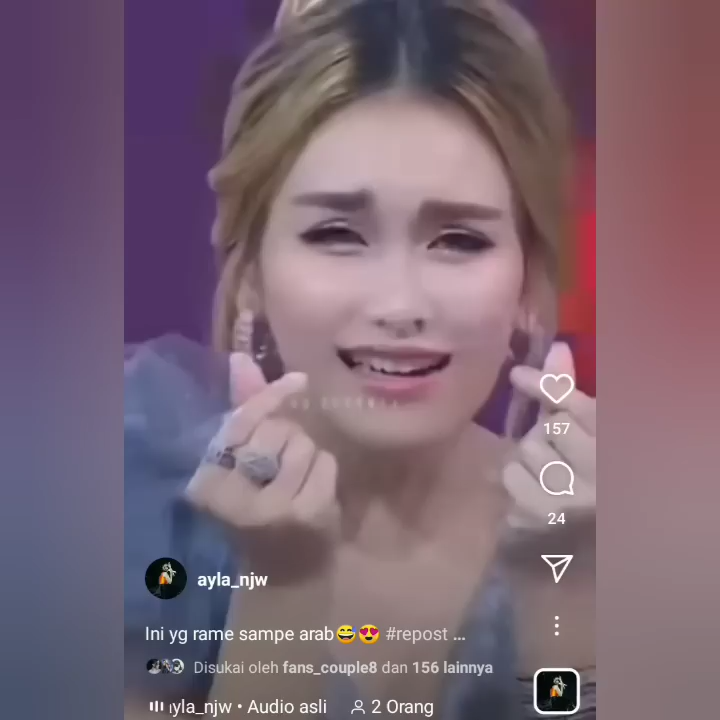 157
24
ayla_njw
Ini yg rame sampe arab😅😍 #repost ...
Disukai oleh fans_couple8 dan 156 lainnya
yla_njw • Audio asli 2 Orang